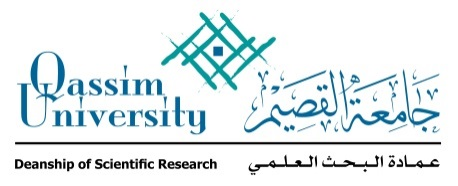 Qassim
University
جامعة القصيم
Deanship of Scientific Research
عمادة البحث العلمي